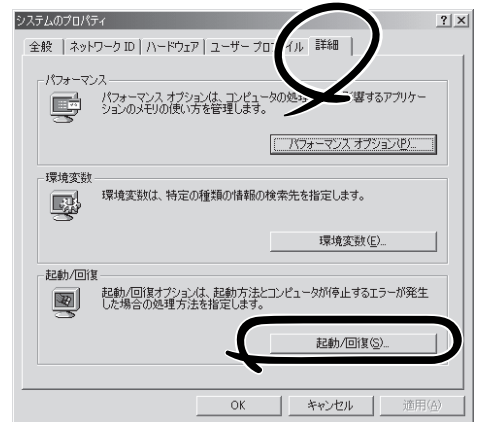 システムのプロパティ
全般 ネットワーク ID ハードウェア ユーザー プロ イル 詳細
パフォーマンス
パフォーマンス オプションは、コンピュータの処 響するアプリケー
ションのメモリの使い方を管理します。
パフォーマンス オプション(P)...
環境変数
環境変数は、特定の種類の情報の検索先を指定します。
環境変数(E)...
起動/回復
起動/回復オプションは、起動方法とコンピュータが停止するエラーが発生
した場合の処理方法を指定します。
起動/回復(S)...
OK キャンセル 適用(A)